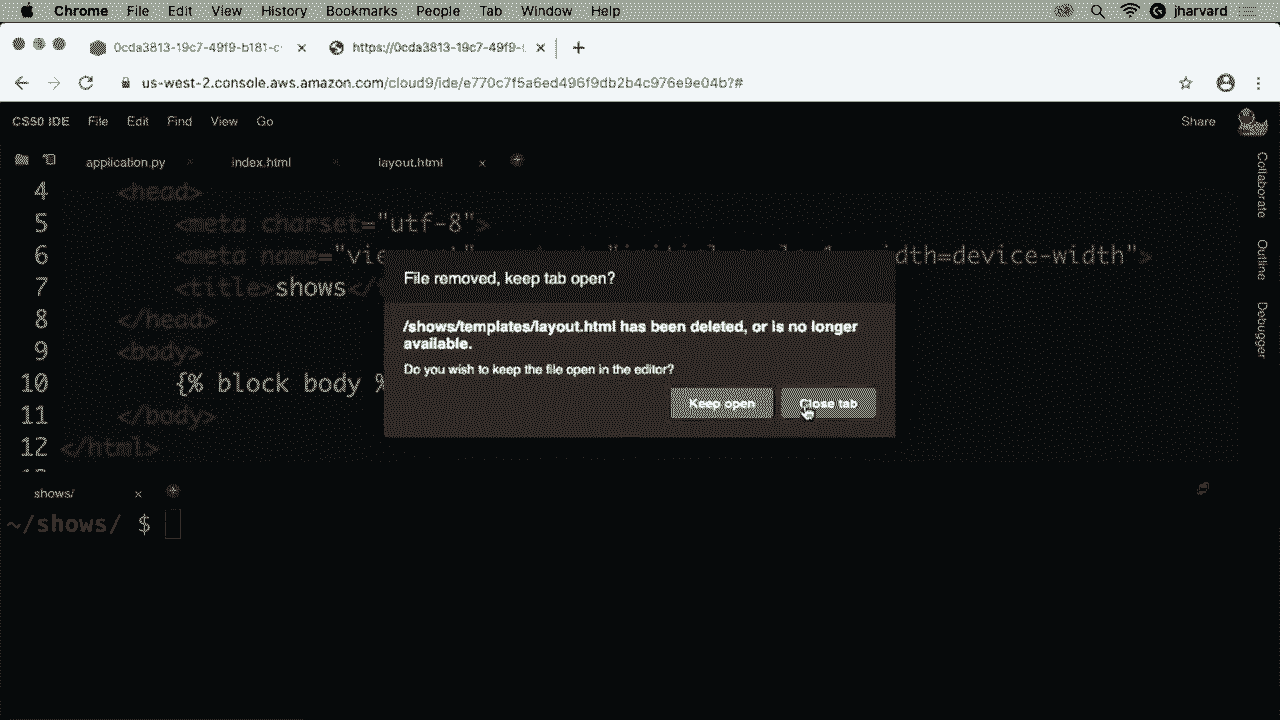 Chrome File Edit View History Bookmarks People Tab Window Help jharvard
0cda3813-19c7-49f9-b181-c https://0cda3813-19c7-49f9-
us-west-2.console.aws.amazon.com/cloud9/ide/e770c7f5a6ed496f9db2b4c976e9e04b?#
CS50 IDE File Edit Find View Go Share
application.py index.html layout.html
Collaborate
Outline
Debugger
4 <head>
5 <meta charset="utf-8">
6 <meta name="vie dth=device-width">
7 <title>shows</
8 </head>
9 <body>
10 {% block body %
11 </body>
12 </html>
File removed, keep tab open?
/shows/templates/layout.html has been deleted, or is no longer
available.
Do you wish to keep the file open in the editor?
Keep open Close tab
shows/
~/shows/ $